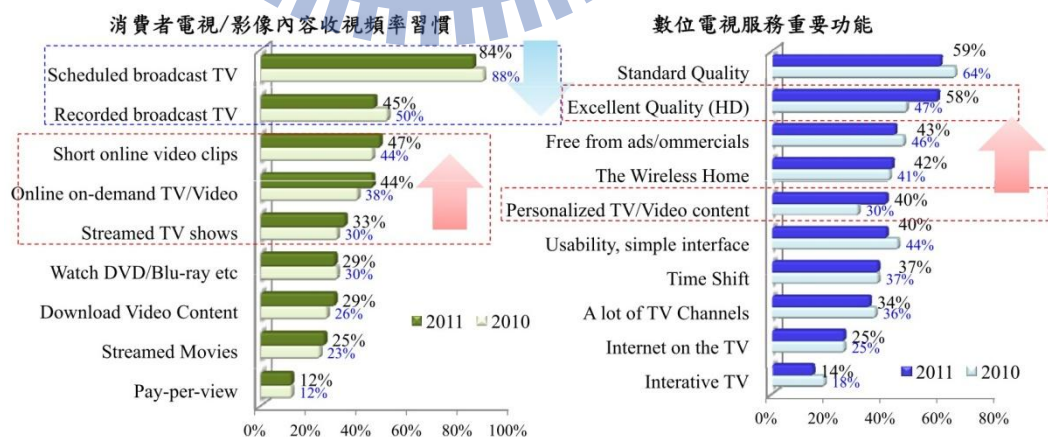 消費者電視/影像內容收視頻率習慣
Scheduled broadcast TV
84%
88%
Recorded broadcast TV
45%
50%
Short online video clips
47%
44%
Online on-demand TV/Video
44%
38%
Streamed TV shows
33%
30%
Watch DVD/Blu-ray etc
29%
30%
Download Video Content
29%
26%
Streamed Movies
25%
23%
Pay-per-view
12%
12%
2011 2010
0% 20% 40% 60% 80% 100%
數位電視服務重要功能
Standard Quality
59%
64%
Excellent Quality (HD)
58%
47%
Free from ads/ommercials
43%
46%
The Wireless Home
42%
41%
Personalized TV/Video content
40%
30%
Usability, simple interface
40%
44%
Time Shift
37%
37%
A lot of TV Channels
34%
36%
Internet on the TV
25%
25%
Interative TV
14%
18%
2011 2010
0% 20% 40% 60% 80%